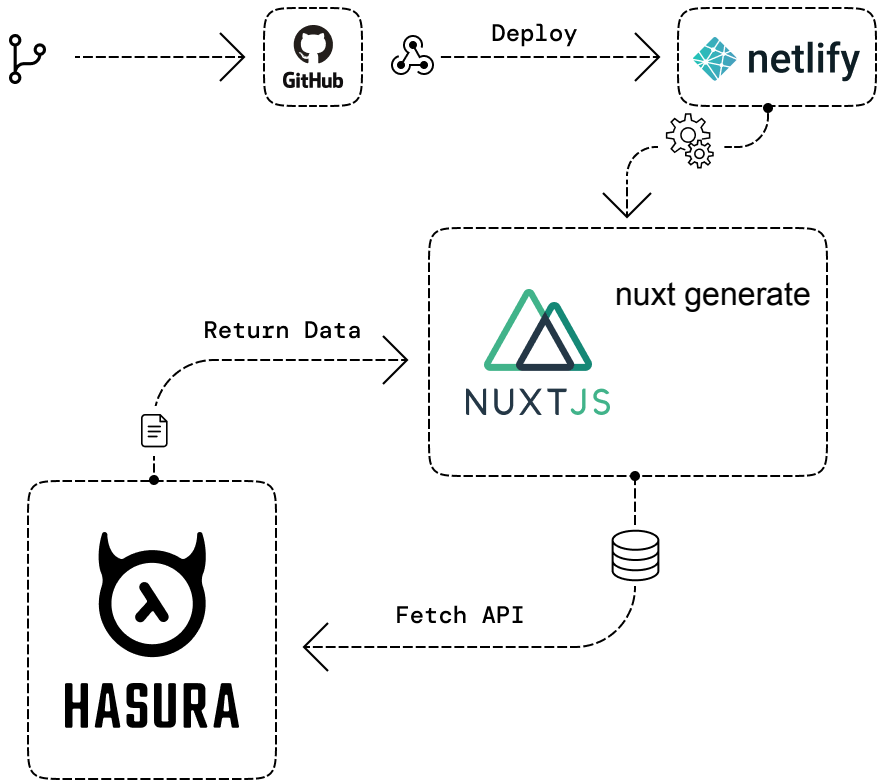 GitHub
Deploy
netlify
nuxt generate
NUXTJS
Return Data
Fetch API
HASURA